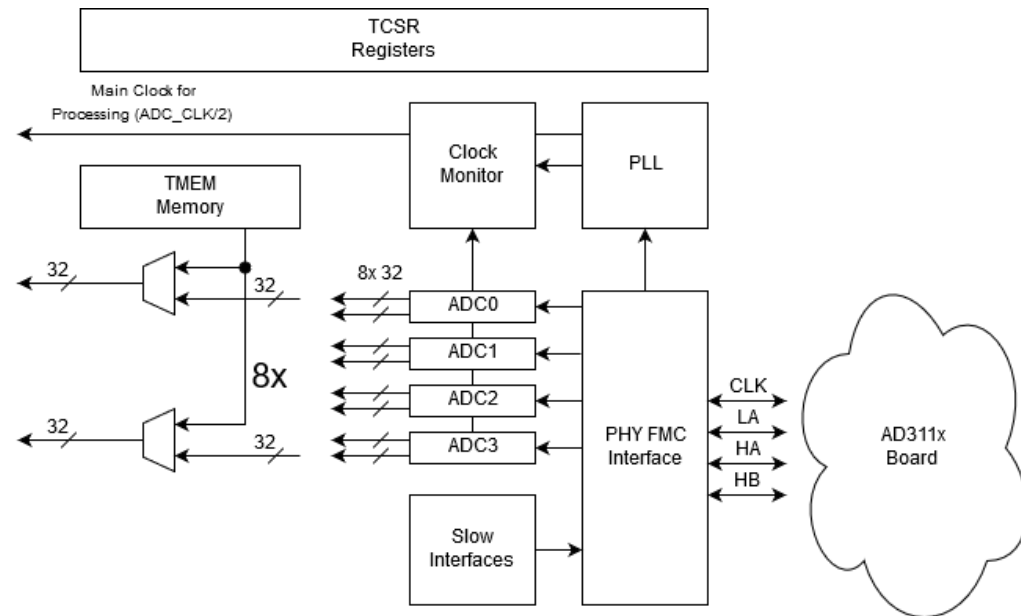 TCSR
Registers
Main Clock for
Processing (ADC_CLK/2)
Clock
Monitor
PLL
TMEM
Memory
32
32
8x 32
ADC0
ADC1
8x
ADC2
ADC3
32
32
PHY FMC
Interface
CLK
LA
HA
HB
AD311x
Board
Slow
Interfaces